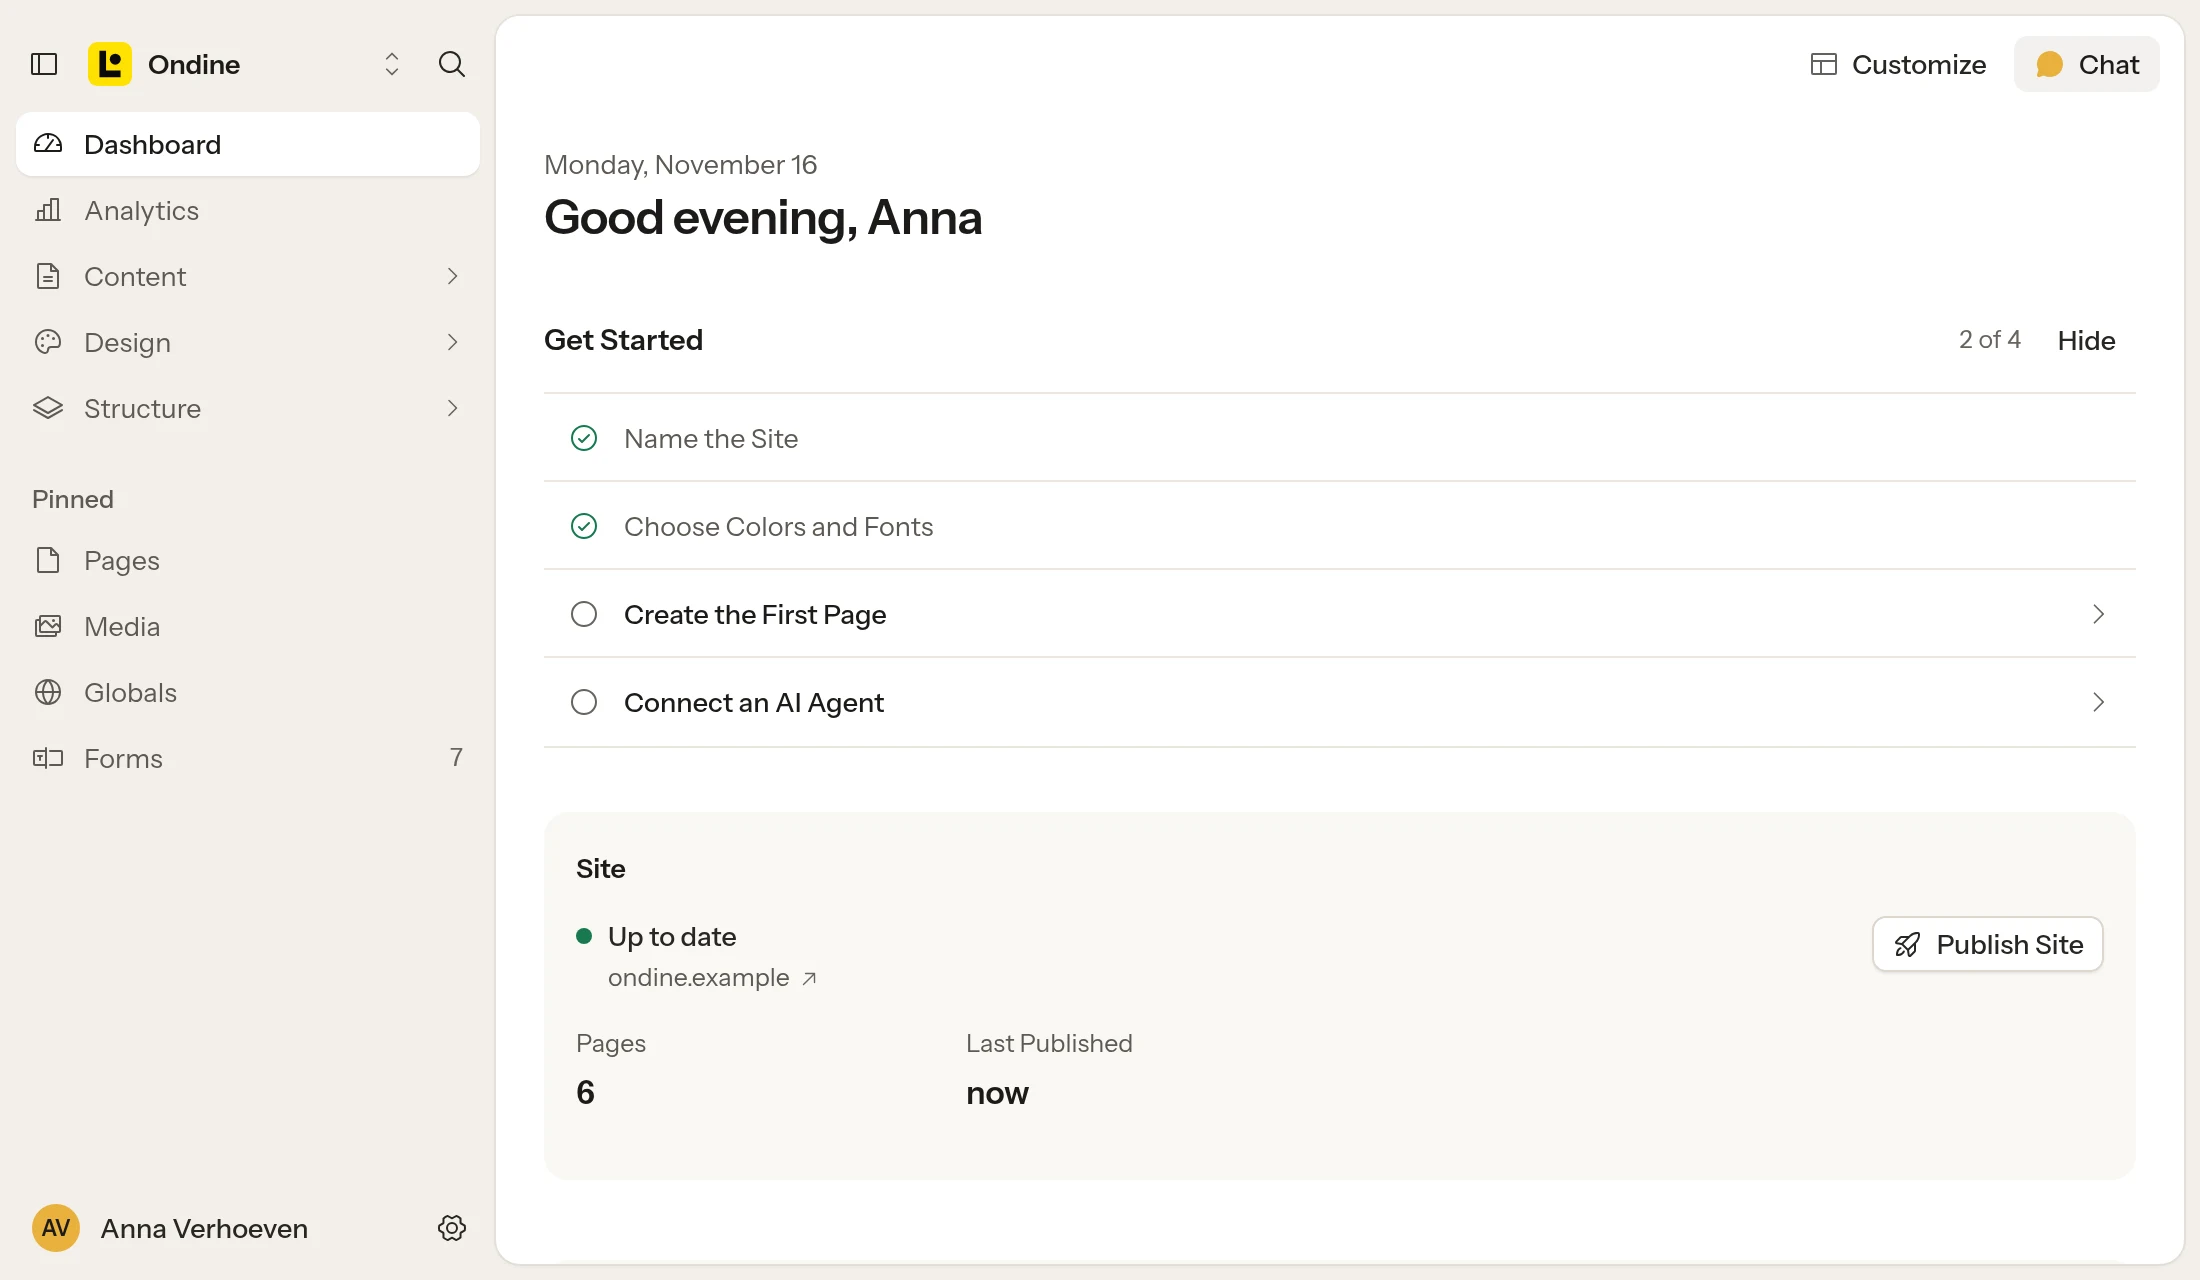 Ondine
Dashboard
Analytics
Content
Design
Structure
Pinned
Pages
Media
Globals
Forms 7
AV Anna Verhoeven
Customize
Chat
Monday, November 16
Good evening, Anna
Get Started
2 of 4 Hide
Name the Site
Choose Colors and Fonts
Create the First Page
Connect an AI Agent
Site
Up to date
ondine.example
Publish Site
Pages
6
Last Published
now